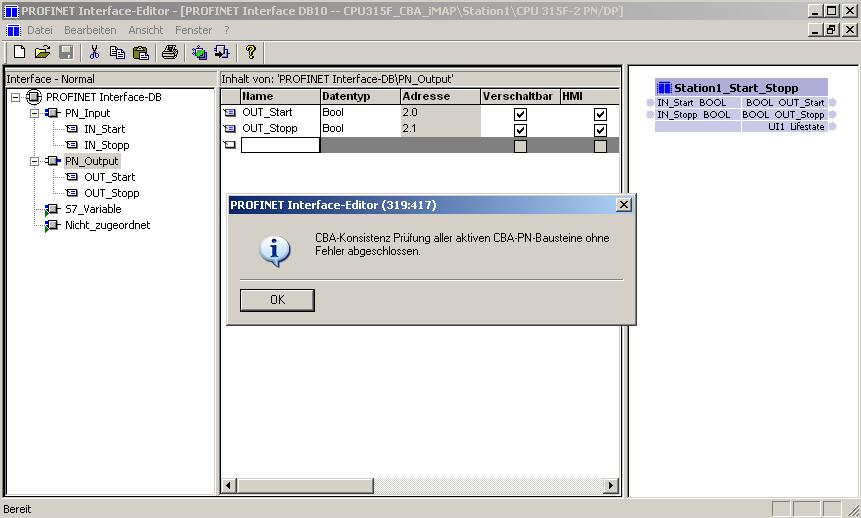 PROFINET Interface-Editor - [PROFINET Interface DB10 -- CPU315F_CBA_iMAP\Station1\CPU 315F-2 PN/DP]
Datei Bearbeiten Ansicht Fenster ?
Interface - Normal
PROFINET Interface-DB
PN_Input
IN_Start
IN_Stopp
PN_Output
OUT_Start
OUT_Stopp
S7_Variable
Nicht_zugeordnet
Inhalt von: 'PROFINET Interface-DB\PN_Output'
Name Datentyp Adresse Verschaltbar HMI
OUT_Start Bool 2.0
OUT_Stopp Bool 2.1
Station1_Start_Stopp
IN_Start BOOL BOOL OUT_Start
IN_Stopp BOOL BOOL OUT_Stopp
UI1 Lifestate
PROFINET Interface-Editor (319:417)
CBA-Konsistenz Prüfung aller aktiven CBA-PN-Bausteine ohne
Fehler abgeschlossen.
OK
Bereit